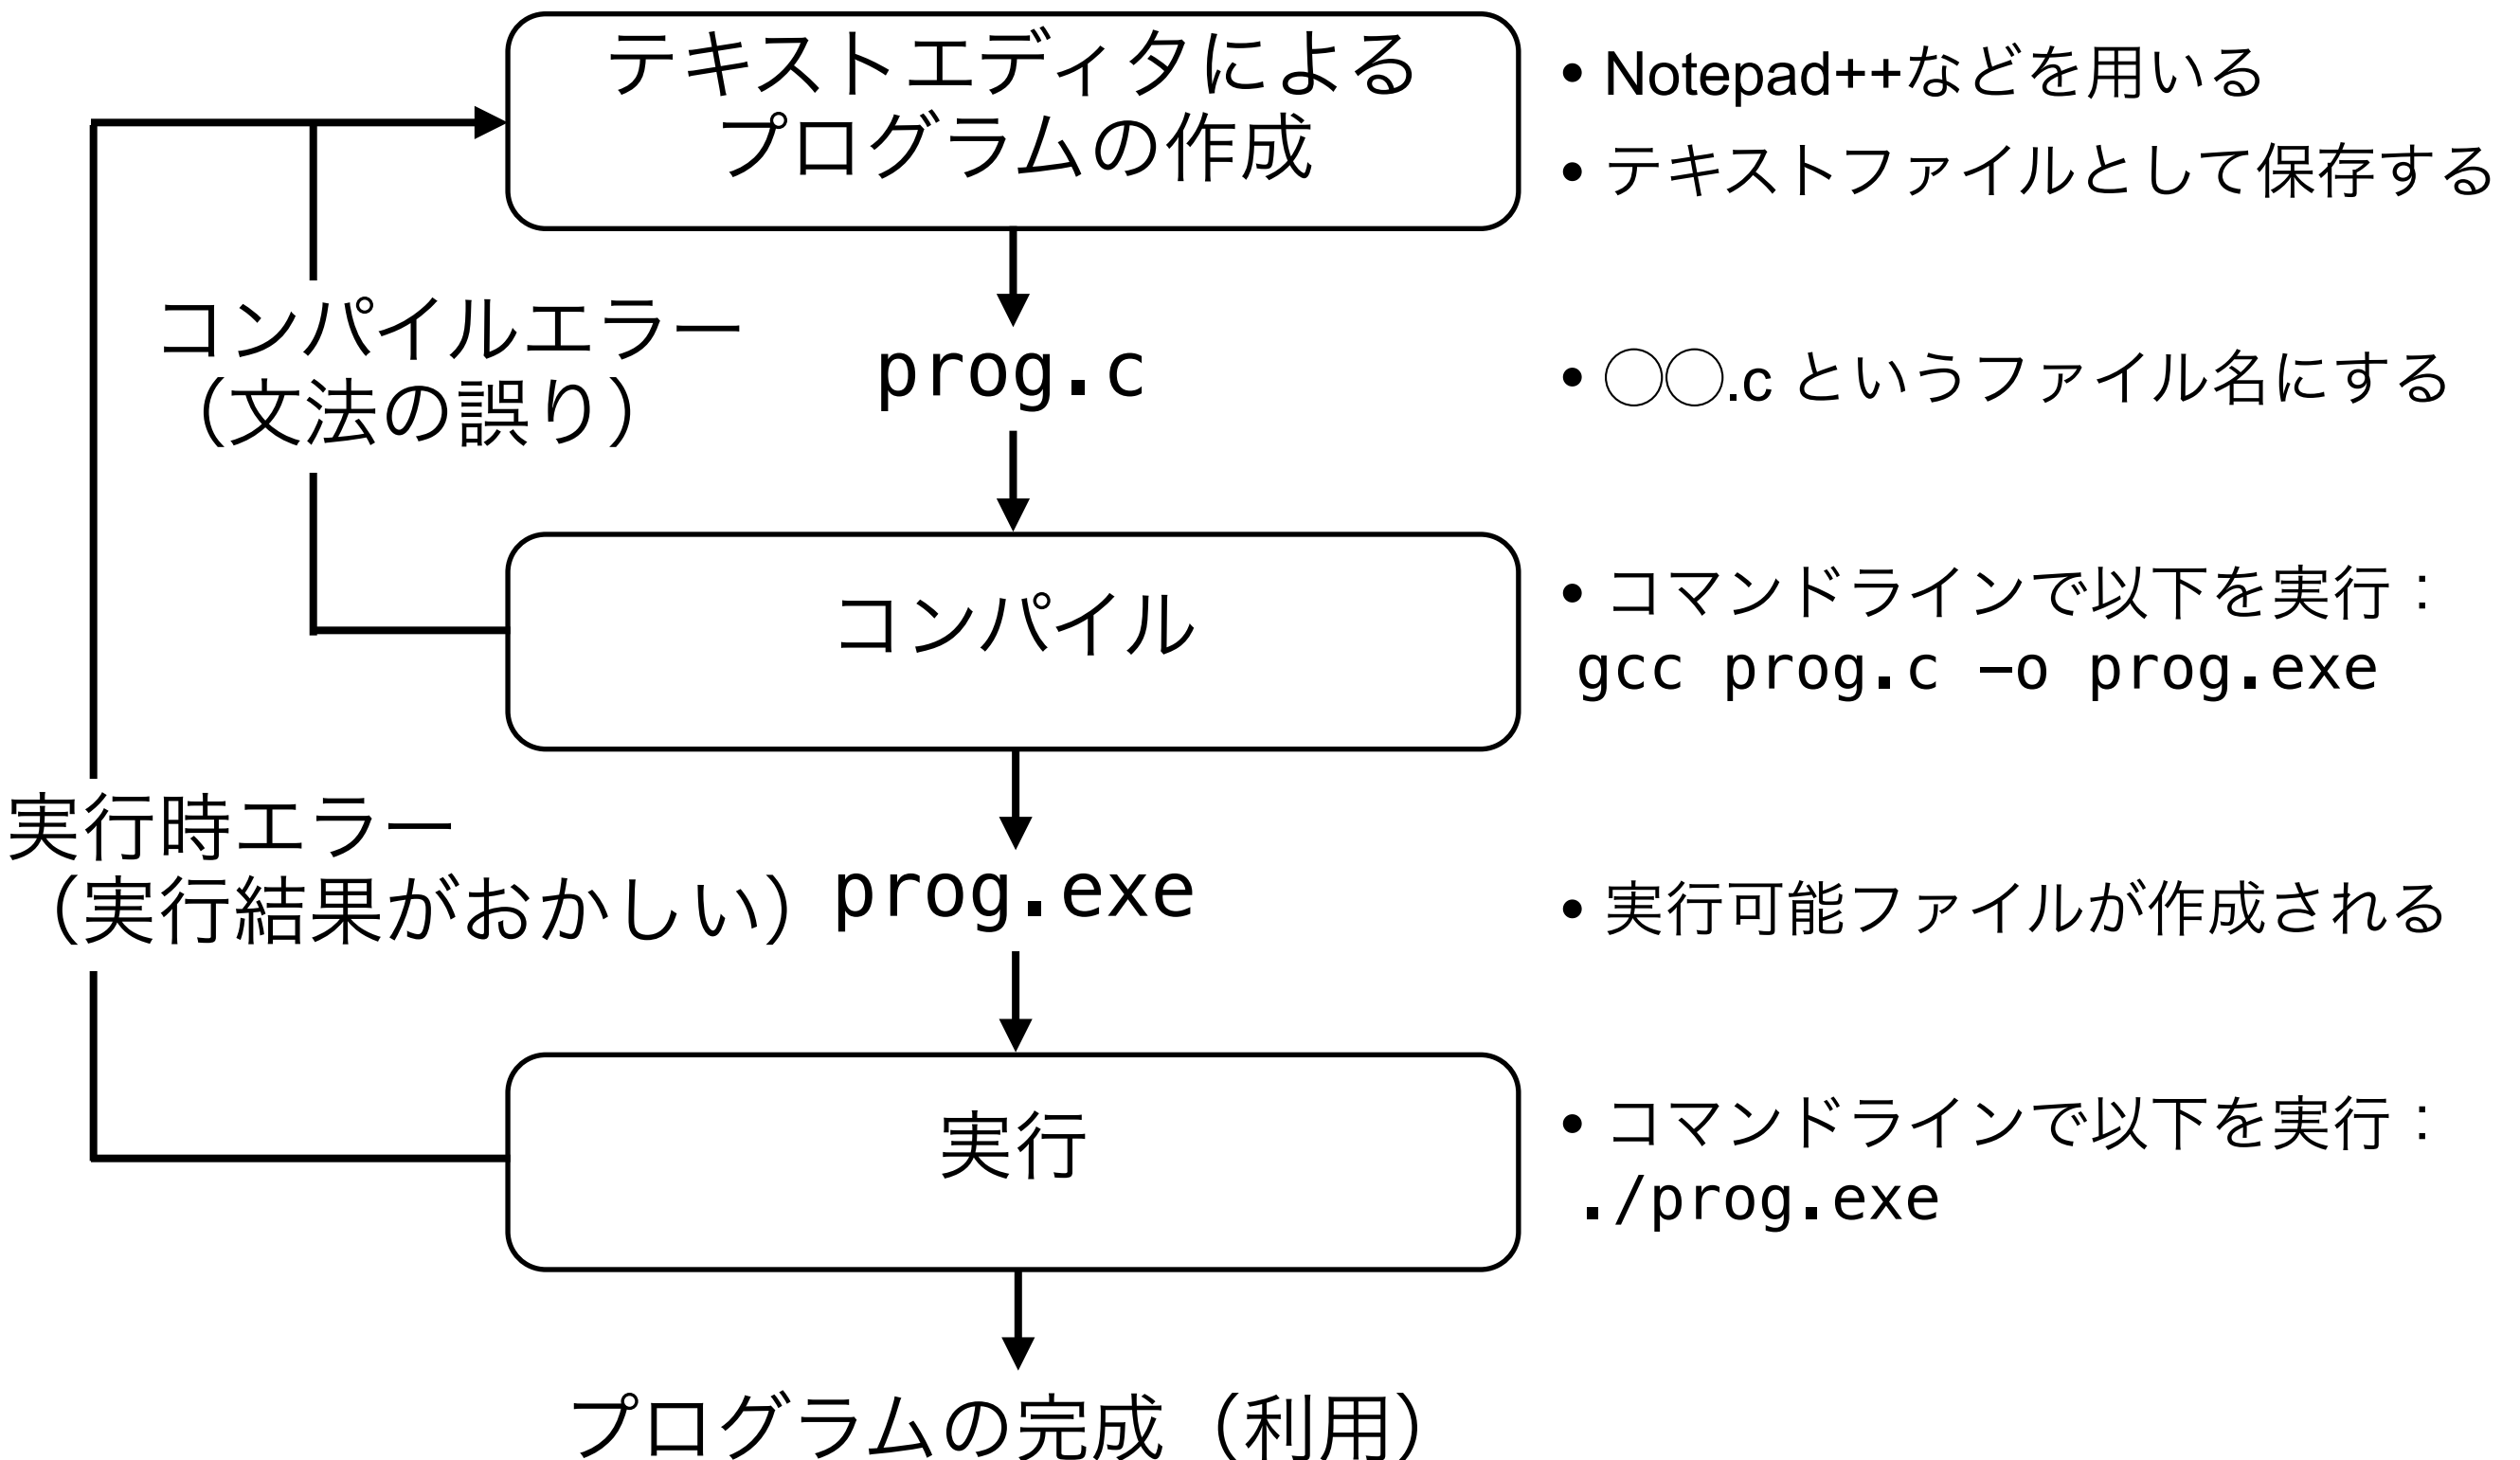 テキストエディタによる
プログラムの作成
• Notepad++などを用いる
• テキストファイルとして保存する
コンパイルエラー
（文法の誤り）
prog.c
• ◯◯.c というファイル名にする
コンパイル
• コマンドラインで以下を実行：
gcc prog.c −o prog.exe
実行時エラー
（実行結果がおかしい）
prog.exe
• 実行可能ファイルが作成される
実行
• コマンドラインで以下を実行：
./prog.exe
プログラムの完成（利用）